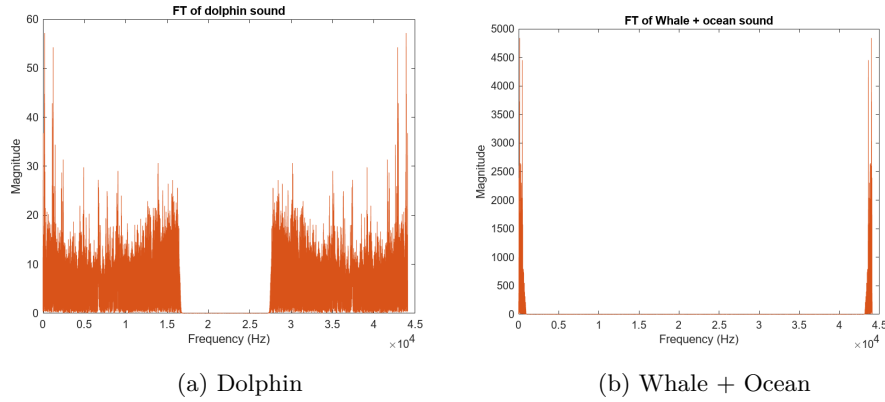 FT of dolphin sound
60
50
40
30
20
10
0
Magnitude
0 0.5 1 1.5 2 2.5 3 3.5 4 4.5
Frequency (Hz)
×10^4
(a) Dolphin
FT of Whale + ocean sound
5000
4500
4000
3500
3000
2500
2000
1500
1000
500
0
Magnitude
0 0.5 1 1.5 2 2.5 3 3.5 4 4.5
Frequency (Hz)
×10^4
(b) Whale + Ocean